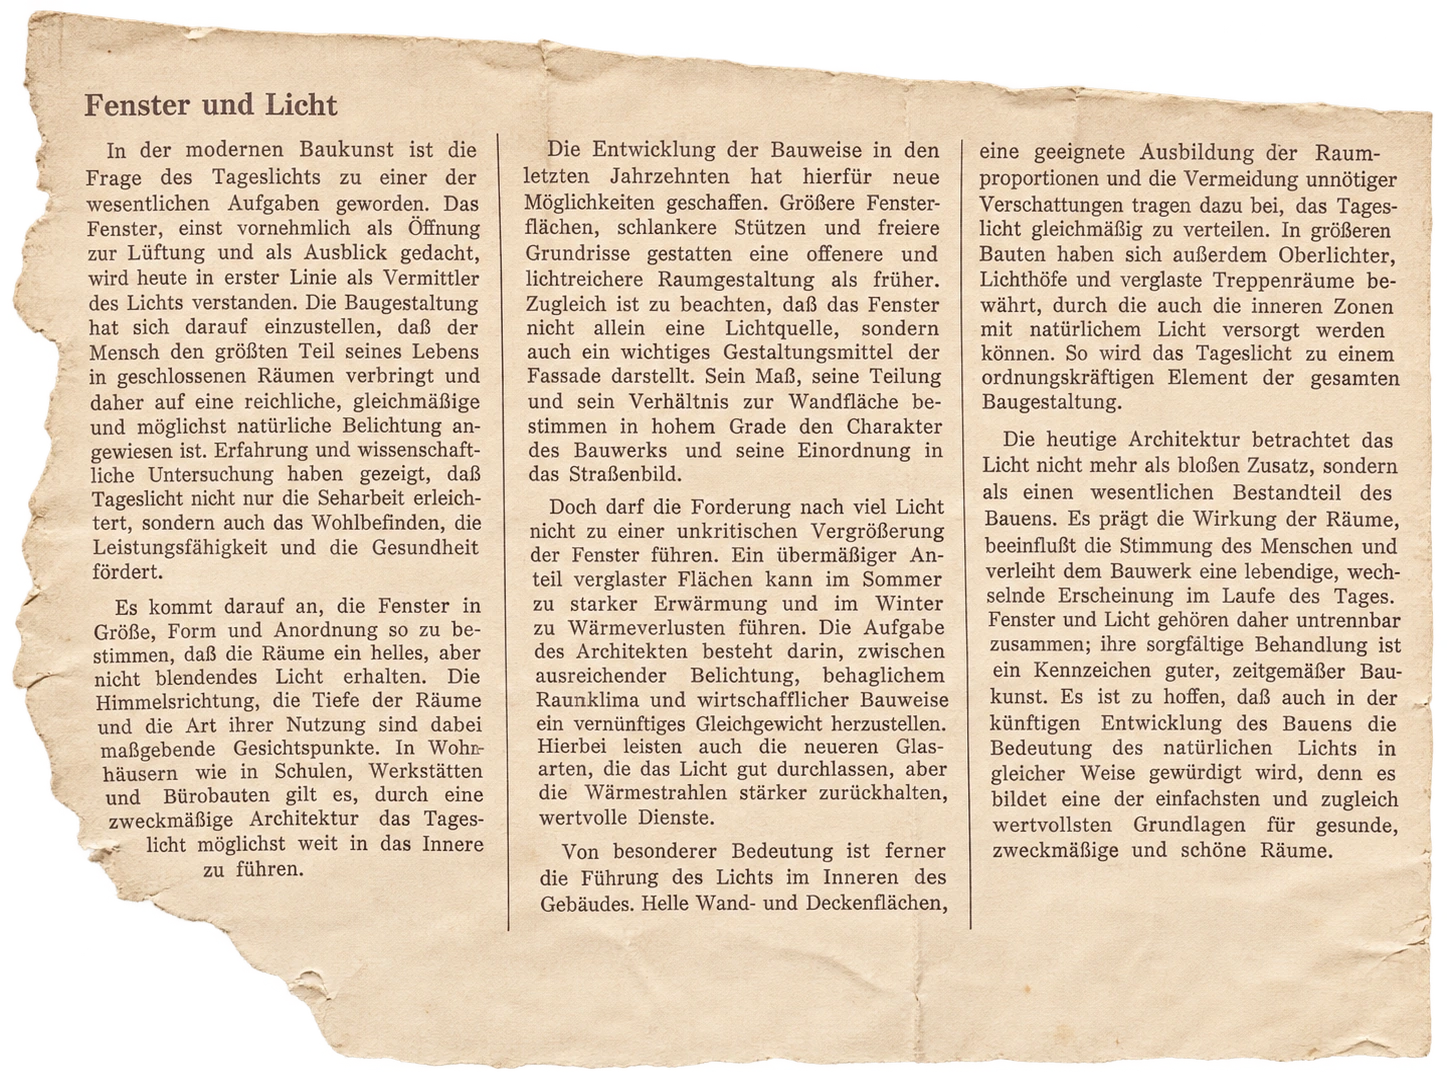 Fenster und Licht
In der modernen Baukunst ist die
Frage des Tageslichts zu einer der
wesentlichen Aufgaben geworden. Das
Fenster, einst vornehmlich als Öffnung
zur Lüftung und als Ausblick gedacht,
wird heute in erster Linie als Vermittler
des Lichts verstanden. Die Baugestaltung
hat sich darauf einzustellen, daß der
Mensch den größten Teil seines Lebens
in geschlossenen Räumen verbringt und
daher auf eine reichliche, gleichmäßige
und möglichst natürliche Belichtung an-
gewiesen ist. Erfahrung und wissenschaft-
liche Untersuchung haben gezeigt, daß
Tageslicht nicht nur die Seharbeit erleich-
tert, sondern auch das Wohlbefinden, die
Leistungsfähigkeit und die Gesundheit
fördert.
Es kommt darauf an, die Fenster in
Größe, Form und Anordnung so zu be-
stimmen, daß die Räume ein helles, aber
nicht blendendes Licht erhalten. Die
Himmelsrichtung, die Tiefe der Räume
und die Art ihrer Nutzung sind dabei
maßgebende Gesichtspunkte. In Wohn-
häusern wie in Schulen, Werkstätten
und Bürobauten gilt es, durch eine
zweckmäßige Architektur das Tages-
licht möglichst weit in das Innere
zu führen.
Die Entwicklung der Bauweise in den
letzten Jahrzehnten hat hierfür neue
Möglichkeiten geschaffen. Größere Fenster-
flächen, schlankere Stützen und freiere
Grundrisse gestatten eine offenere und
lichtreichere Raumgestaltung als früher.
Zugleich ist zu beachten, daß das Fenster
nicht allein eine Lichtquelle, sondern
auch ein wichtiges Gestaltungsmittel der
Fassade darstellt. Sein Maß, seine Teilung
und sein Verhältnis zur Wandfläche be-
stimmen in hohem Grade den Charakter
des Bauwerks und seine Einordnung in
das Straßenbild.
Doch darf die Forderung nach viel Licht
nicht zu einer unkritischen Vergrößerung
der Fenster führen. Ein übermäßiger An-
teil verglaster Flächen kann im Sommer
zu starker Erwärmung und im Winter
zu Wärmeverlusten führen. Die Aufgabe
des Architekten besteht darin, zwischen
ausreichender Belichtung, behaglichem
Raunklima und wirtschafflicher Bauweise
ein vernünftiges Gleichgewicht herzustellen.
Hierbei leisten auch die neueren Glas-
arten, die das Licht gut durchlassen, aber
die Wärmestrahlen stärker zurückhalten,
wertvolle Dienste.
Von besonderer Bedeutung ist ferner
die Führung des Lichts im Inneren des
Gebäudes. Helle Wand- und Deckenflächen,
eine geeignete Ausbildung der Raum-
proportionen und die Vermeidung unnötiger
Verschattungen tragen dazu bei, das Tages-
licht gleichmäßig zu verteilen. In größeren
Bauten haben sich außerdem Oberlichter,
Lichthöfe und verglaste Treppenräume be-
währt, durch die auch die inneren Zonen
mit natürlichem Licht versorgt werden
können. So wird das Tageslicht zu einem
ordnungskräftigen Element der gesamten
Baugestaltung.
Die heutige Architektur betrachtet das
Licht nicht mehr als bloßen Zusatz, sondern
als einen wesentlichen Bestandteil des
Bauens. Es prägt die Wirkung der Räume,
beeinflußt die Stimmung des Menschen und
verleiht dem Bauwerk eine lebendige, wech-
selnde Erscheinung im Laufe des Tages.
Fenster und Licht gehören daher untrennbar
zusammen; ihre sorgfältige Behandlung ist
ein Kennzeichen guter, zeitgemäßer Bau-
kunst. Es ist zu hoffen, daß auch in der
künftigen Entwicklung des Bauens die
Bedeutung des natürlichen Lichts in
gleicher Weise gewürdigt wird, denn es
bildet eine der einfachsten und zugleich
wertvollsten Grundlagen für gesunde,
zweckmäßige und schöne Räume.